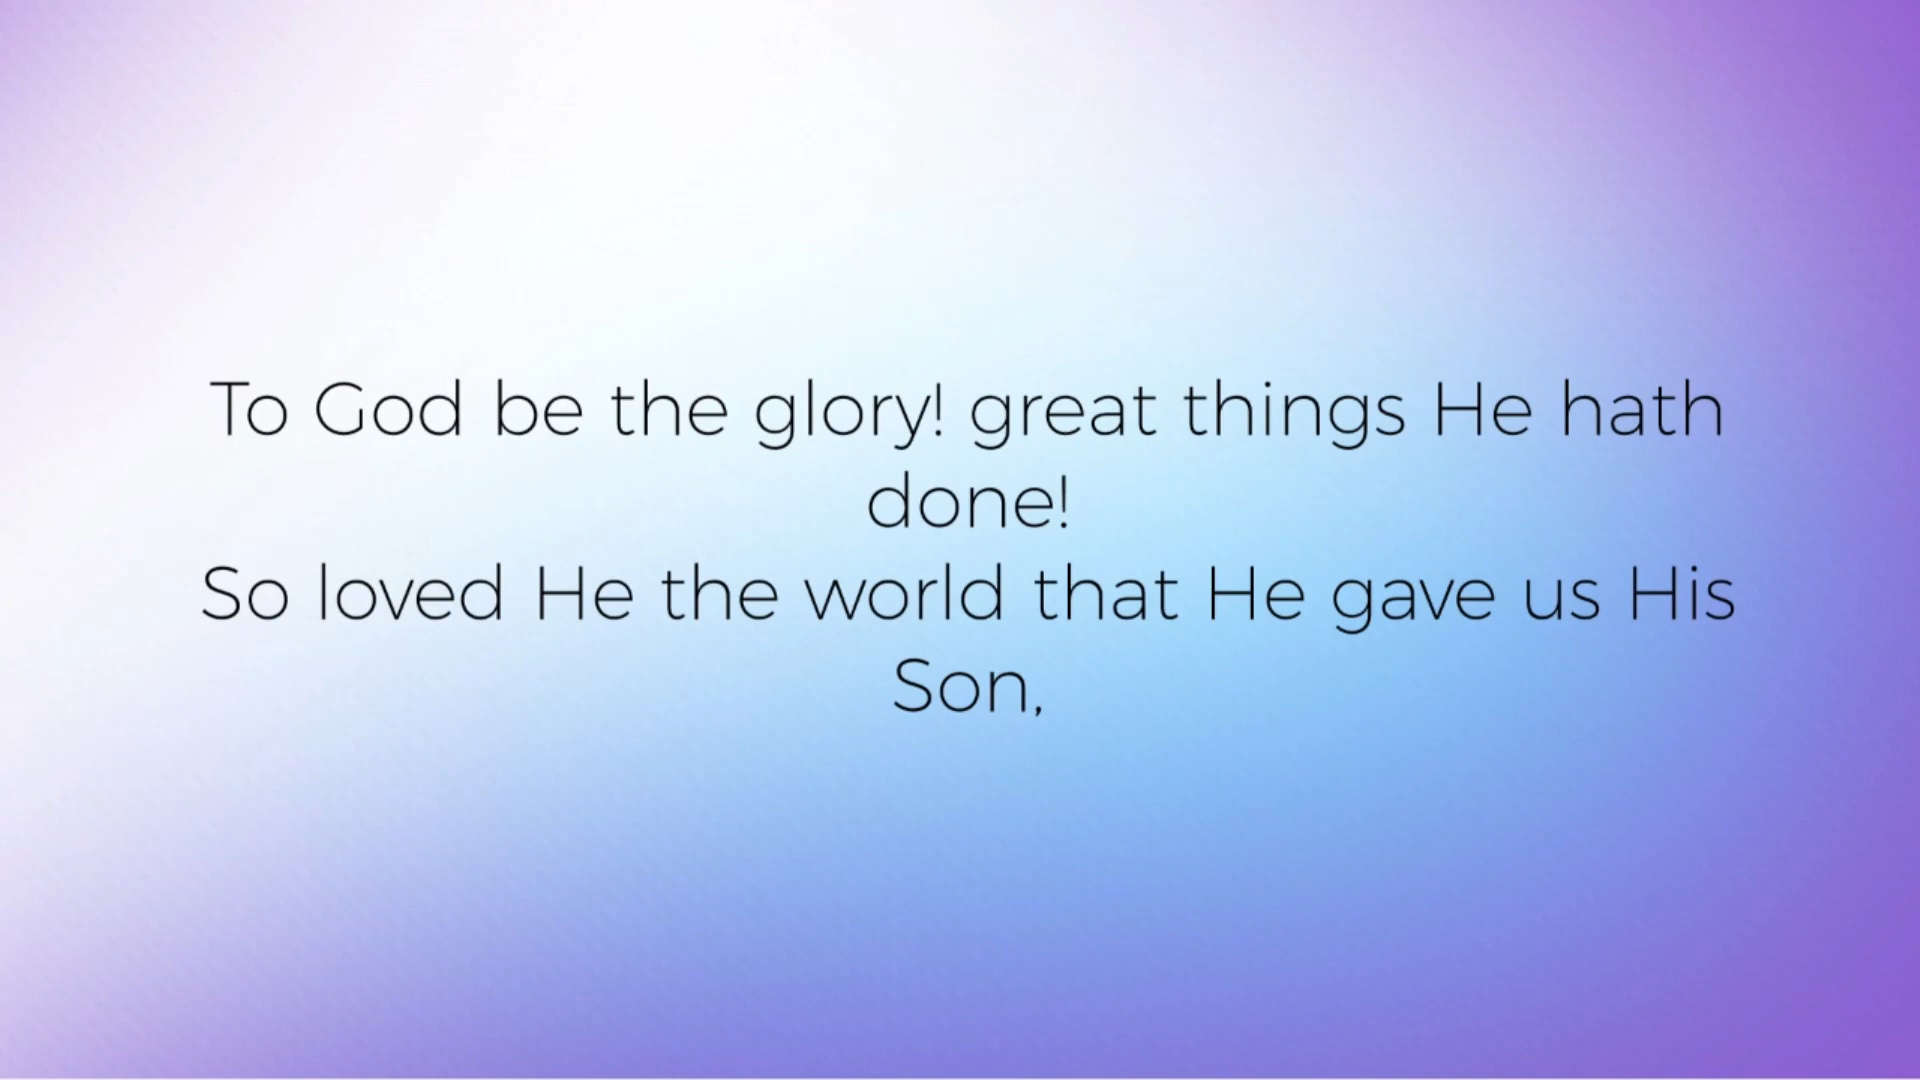 To God be the glory! great things He hath
done!
So loved He the world that He gave us His
Son,